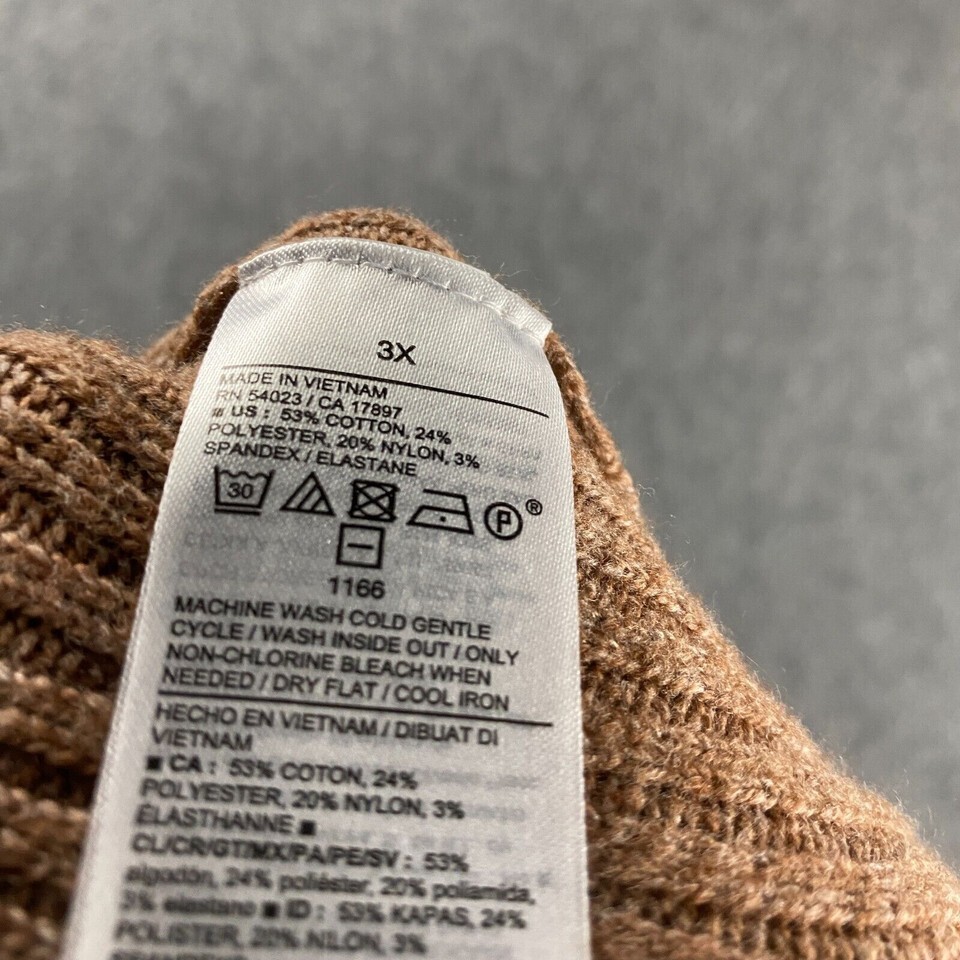 3X
MADE IN VIETNAM
RN 54023 / CA 17897
US : 53% COTTON, 24%
POLYESTER, 20% NYLON, 3%
SPANDEX / ELASTANE
30 P ®
1166
MACHINE WASH COLD GENTLE
CYCLE / WASH INSIDE OUT / ONLY
NON-CHLORINE BLEACH WHEN
NEEDED / DRY FLAT / COOL IRON
HECHO EN VIETNAM / DIBUAT DI
VIETNAM
■ CA : 53% COTON, 24%
POLYESTER, 20% NYLON, 3%
ÉLASTHANNE ■
CL/CR/GT/MX/PA/PE/SV : 53%
algodón, 24% poliéster, 20% poliamida,
3% elastano ■ ID : 53% KAPAS, 24%
POLISTER, 20% NILON, 3%